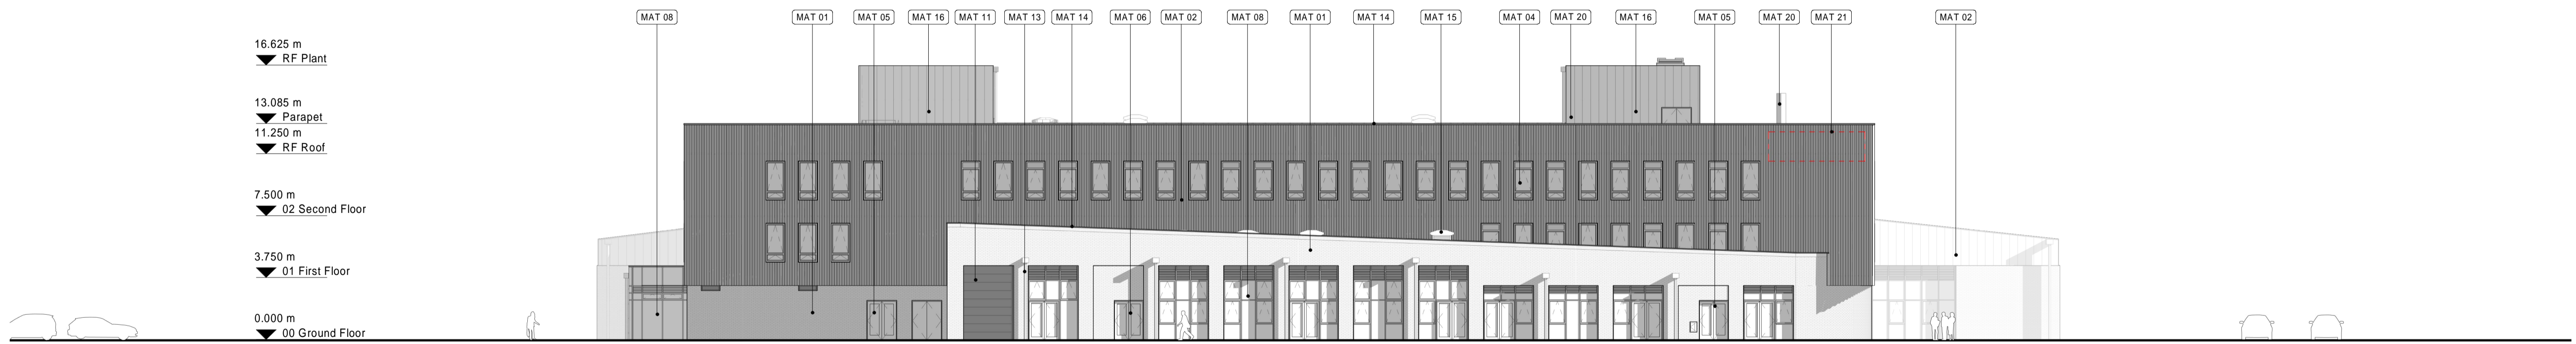 MAT 08
MAT 01
MAT 05
MAT 16
MAT 11
MAT 13
MAT 14
MAT 06
MAT 02
MAT 08
MAT 01
MAT 14
MAT 15
MAT 04
MAT 20
MAT 16
MAT 05
MAT 20
MAT 21
MAT 02
16.625 m
RF Plant
13.085 m
Parapet
11.250 m
RF Roof
7.500 m
02 Second Floor
3.750 m
01 First Floor
0.000 m
00 Ground Floor